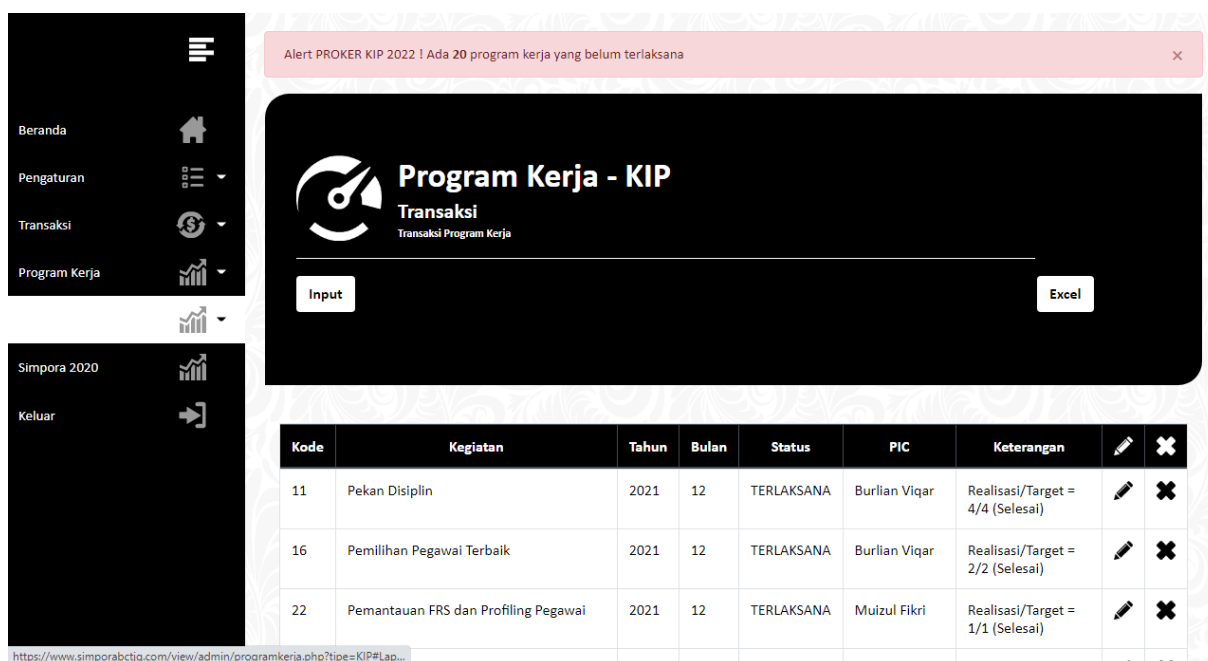 Alert PROKER KIP 2022 ! Ada 20 program kerja yang belum terlaksana ×
Beranda
Pengaturan
Transaksi
Program Kerja
Simpora 2020
Keluar
Program Kerja - KIP
Transaksi
Transaksi Program Kerja
Input Excel
Kode Kegiatan Tahun Bulan Status PIC Keterangan
11 Pekan Disiplin 2021 12 TERLAKSANA Burlian Viqar Realisasi/Target =
4/4 (Selesai)
16 Pemilihan Pegawai Terbaik 2021 12 TERLAKSANA Burlian Viqar Realisasi/Target =
2/2 (Selesai)
22 Pemantauan FRS dan Profiling Pegawai 2021 12 TERLAKSANA Muizul Fikri Realisasi/Target =
1/1 (Selesai)
https://www.simporabctjg.com/view/admin/programkerja.php?tipe=KIP#Lap...